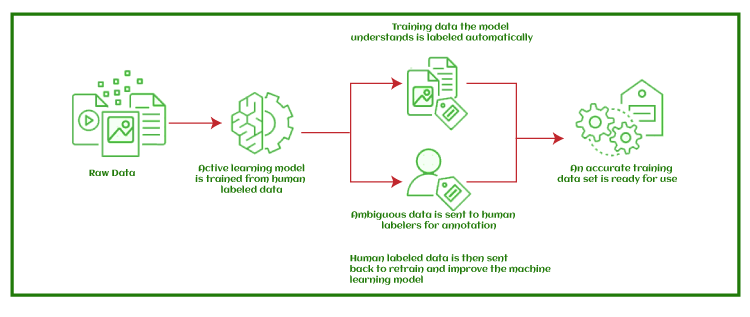 Training data the model
understands is labeled automatically
Raw Data
Active learning model
is trained from human
labeled data
An accurate training
data set is ready for use
Ambiguous data is sent to human
labelers for annotation
Human labeled data is then sent
back to retrain and improve the machine
learning model